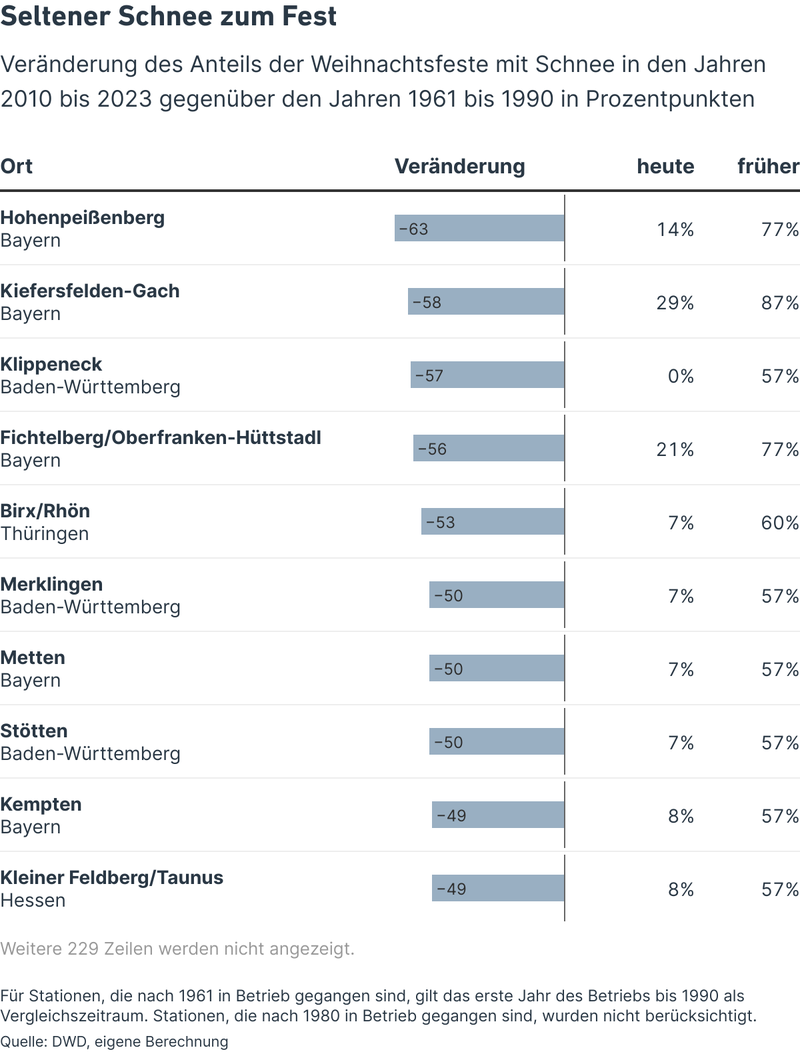 Seltener Schnee zum Fest
Veränderung des Anteils der Weihnachtsfeste mit Schnee in den Jahren
2010 bis 2023 gegenüber den Jahren 1961 bis 1990 in Prozentpunkten
Ort Veränderung heute früher
Hohenpeißenberg
Bayern
−63 14% 77%
Kiefersfelden-Gach
Bayern
−58 29% 87%
Klippeneck
Baden-Württemberg
−57 0% 57%
Fichtelberg/Oberfranken-Hüttstadl
Bayern
−56 21% 77%
Birx/Rhön
Thüringen
−53 7% 60%
Merklingen
Baden-Württemberg
−50 7% 57%
Metten
Bayern
−50 7% 57%
Stötten
Baden-Württemberg
−50 7% 57%
Kempten
Bayern
−49 8% 57%
Kleiner Feldberg/Taunus
Hessen
−49 8% 57%
Weitere 229 Zeilen werden nicht angezeigt.
Für Stationen, die nach 1961 in Betrieb gegangen sind, gilt das erste Jahr des Betriebs bis 1990 als
Vergleichszeitraum. Stationen, die nach 1980 in Betrieb gegangen sind, wurden nicht berücksichtigt.
Quelle: DWD, eigene Berechnung